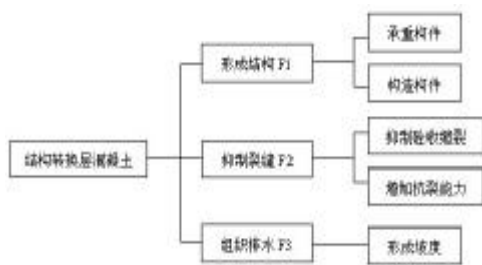 结构转换层混凝土
形成结构 F1
承重构件
构造构件
抑制裂缝 F2
抑制验收缩裂
增加抗裂能力
组织排水 F3
形成坡度